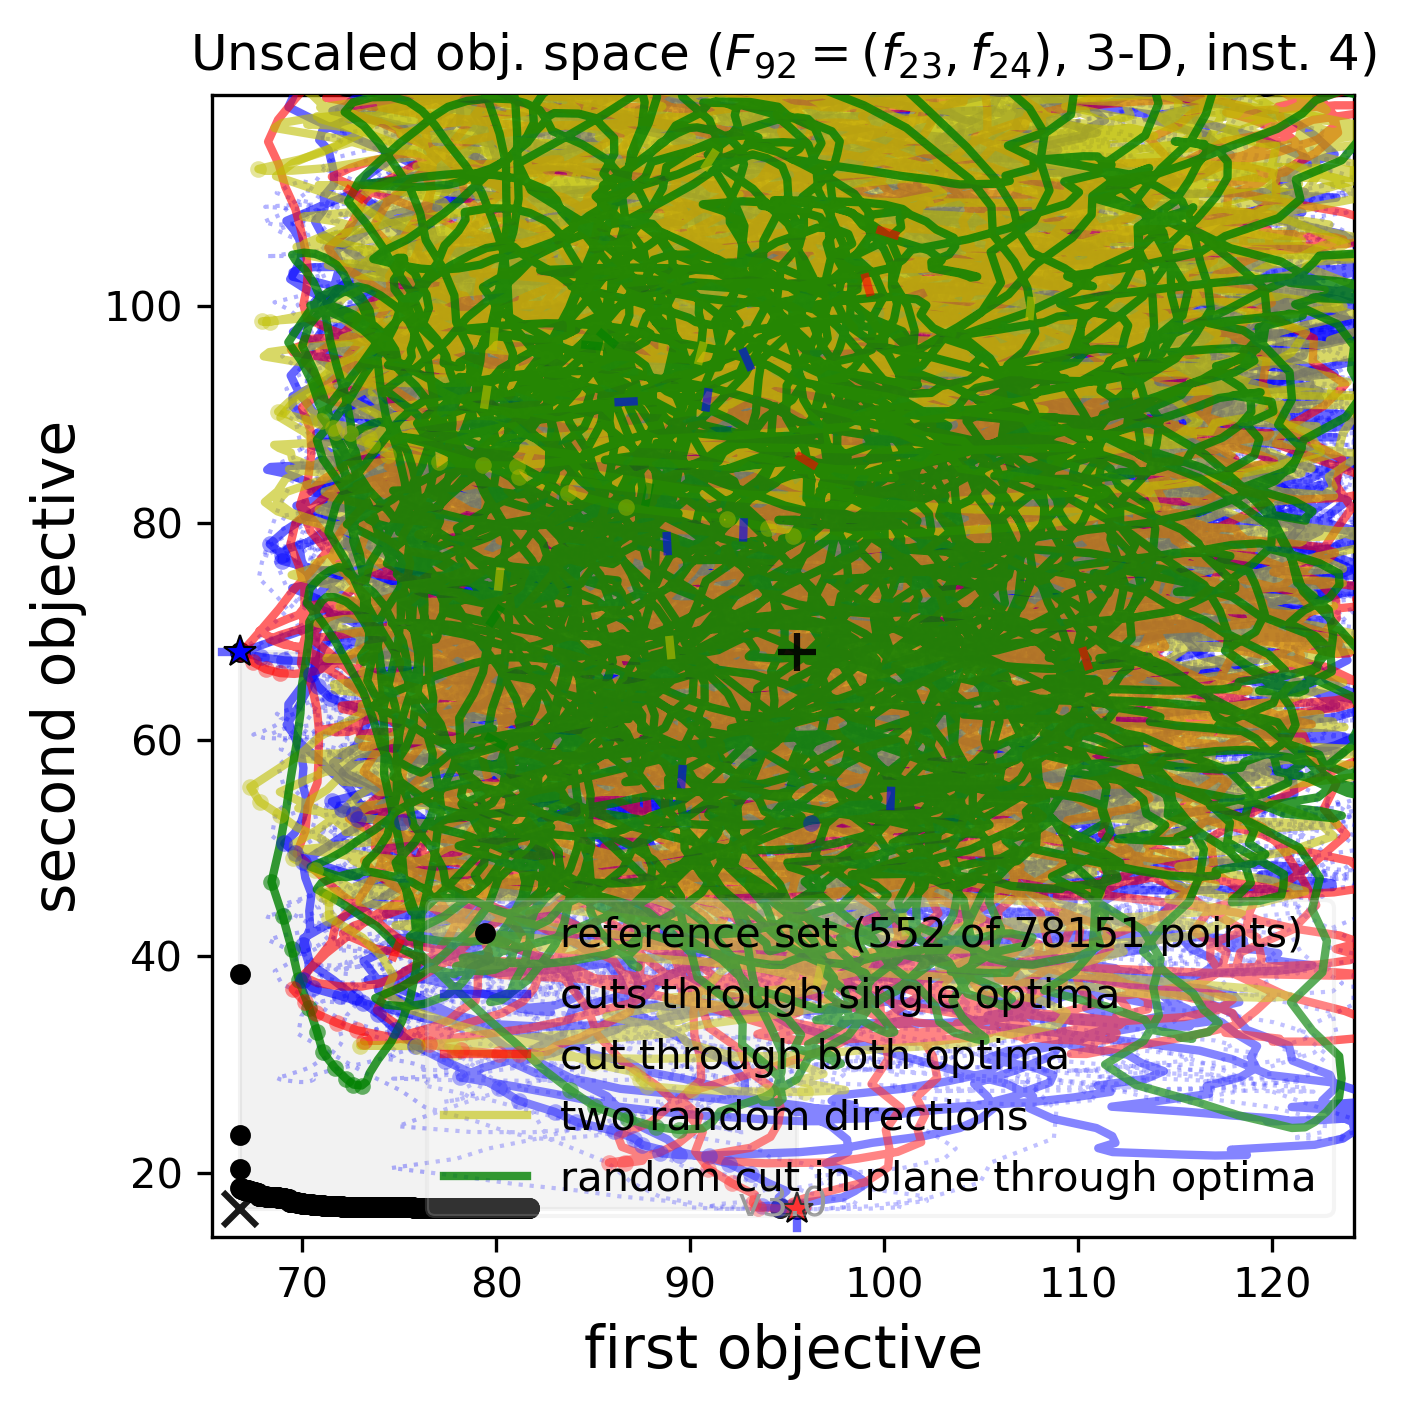 Unscaled obj. space (F₉₂ = (f₂₃, f₂₄), 3-D, inst. 4)
100
80
60
40
20
second objective
reference set (552 of 78151 points)
cuts through single optima
cut through both optima
two random directions
random cut in plane through optima
70 80 90 100 110 120
first objective